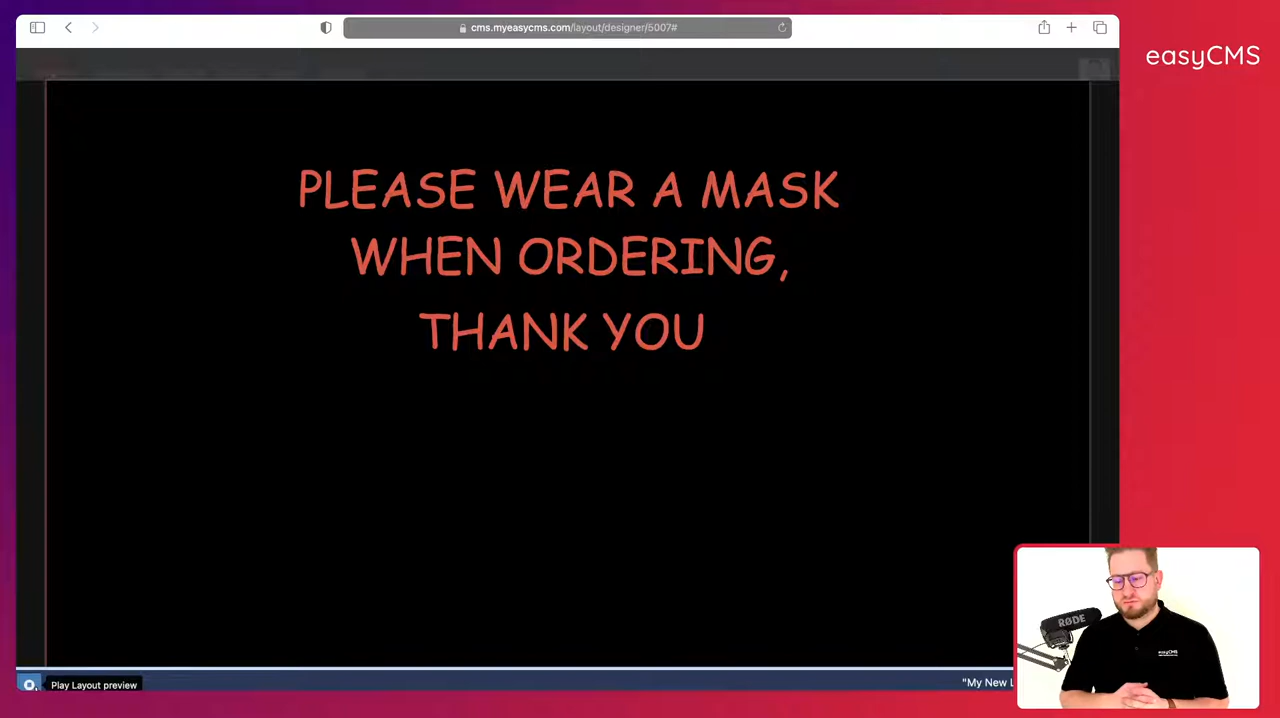 cms.myeasycms.com/layout/designer/5007#
easyCMS
PLEASE WEAR A MASK
WHEN ORDERING,
THANK YOU
RØDE
easyCMS
Play Layout preview
"My New L